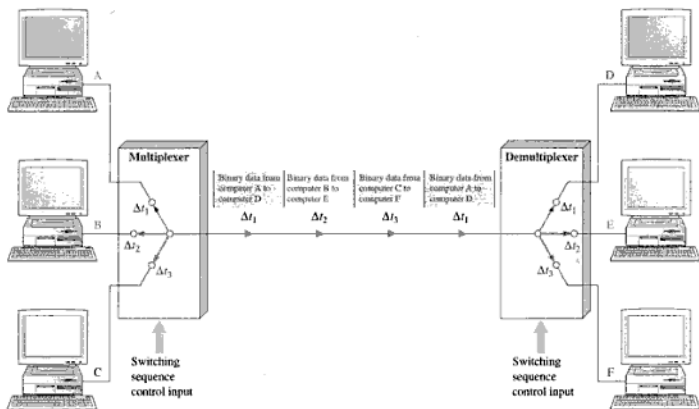 A
D
Multiplexer
Demultiplexer
Binary data from
computer A to
computer D
Binary data from
computer B to
computer E
Binary data from
computer C to
computer F
Binary data from
computer A to
computer D
Δt₁
Δt₂
Δt₃
Δt₁
B
Δt₁
Δt₂
Δt₃
E
Δt₁
Δt₂
Δt₃
C
F
Switching
sequence
control input
Switching
sequence
control input